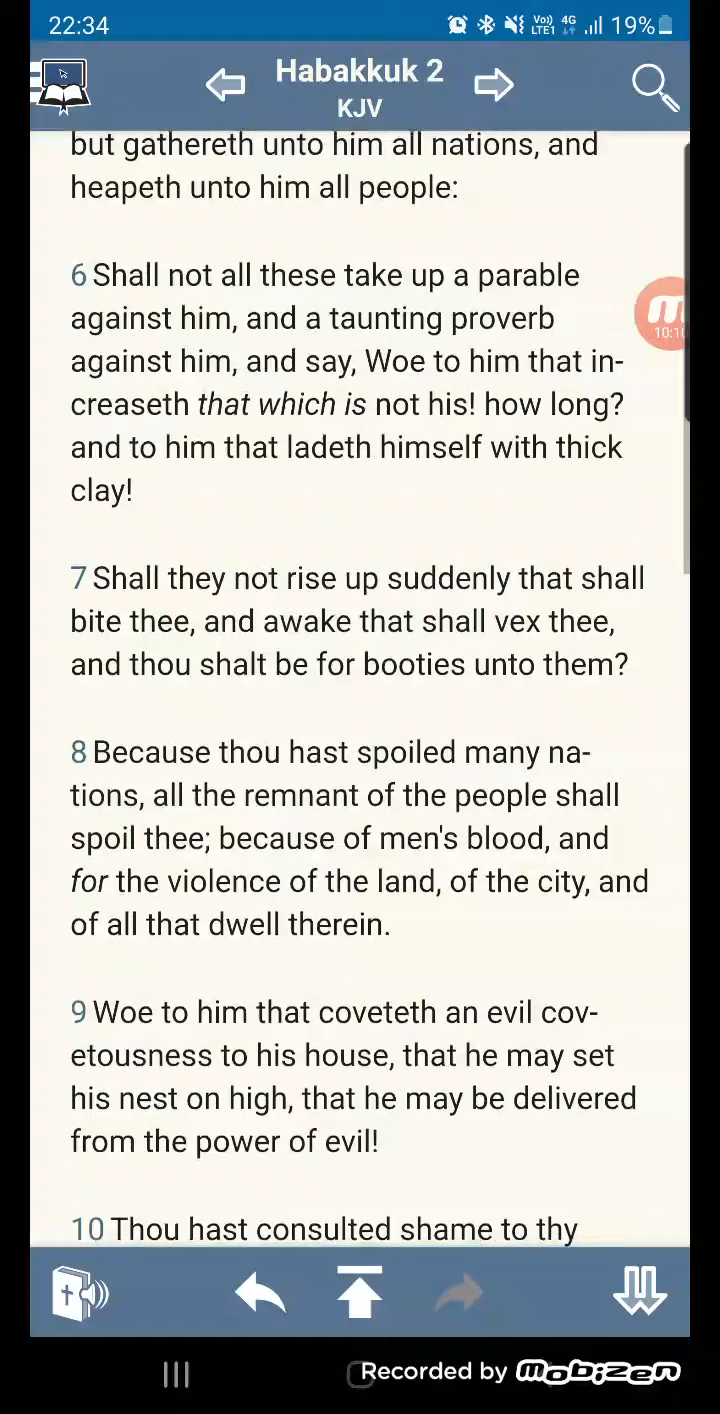 22:34
Vo)) 4G
LTE1
19%
Habakkuk 2
KJV
but gathereth unto him all nations, and
heapeth unto him all people:
6 Shall not all these take up a parable
against him, and a taunting proverb
against him, and say, Woe to him that in-
creaseth that which is not his! how long?
and to him that ladeth himself with thick
clay!
7 Shall they not rise up suddenly that shall
bite thee, and awake that shall vex thee,
and thou shalt be for booties unto them?
8 Because thou hast spoiled many na-
tions, all the remnant of the people shall
spoil thee; because of men's blood, and
for the violence of the land, of the city, and
of all that dwell therein.
9 Woe to him that coveteth an evil cov-
etousness to his house, that he may set
his nest on high, that he may be delivered
from the power of evil!
10 Thou hast consulted shame to thy
Recorded by mobizen